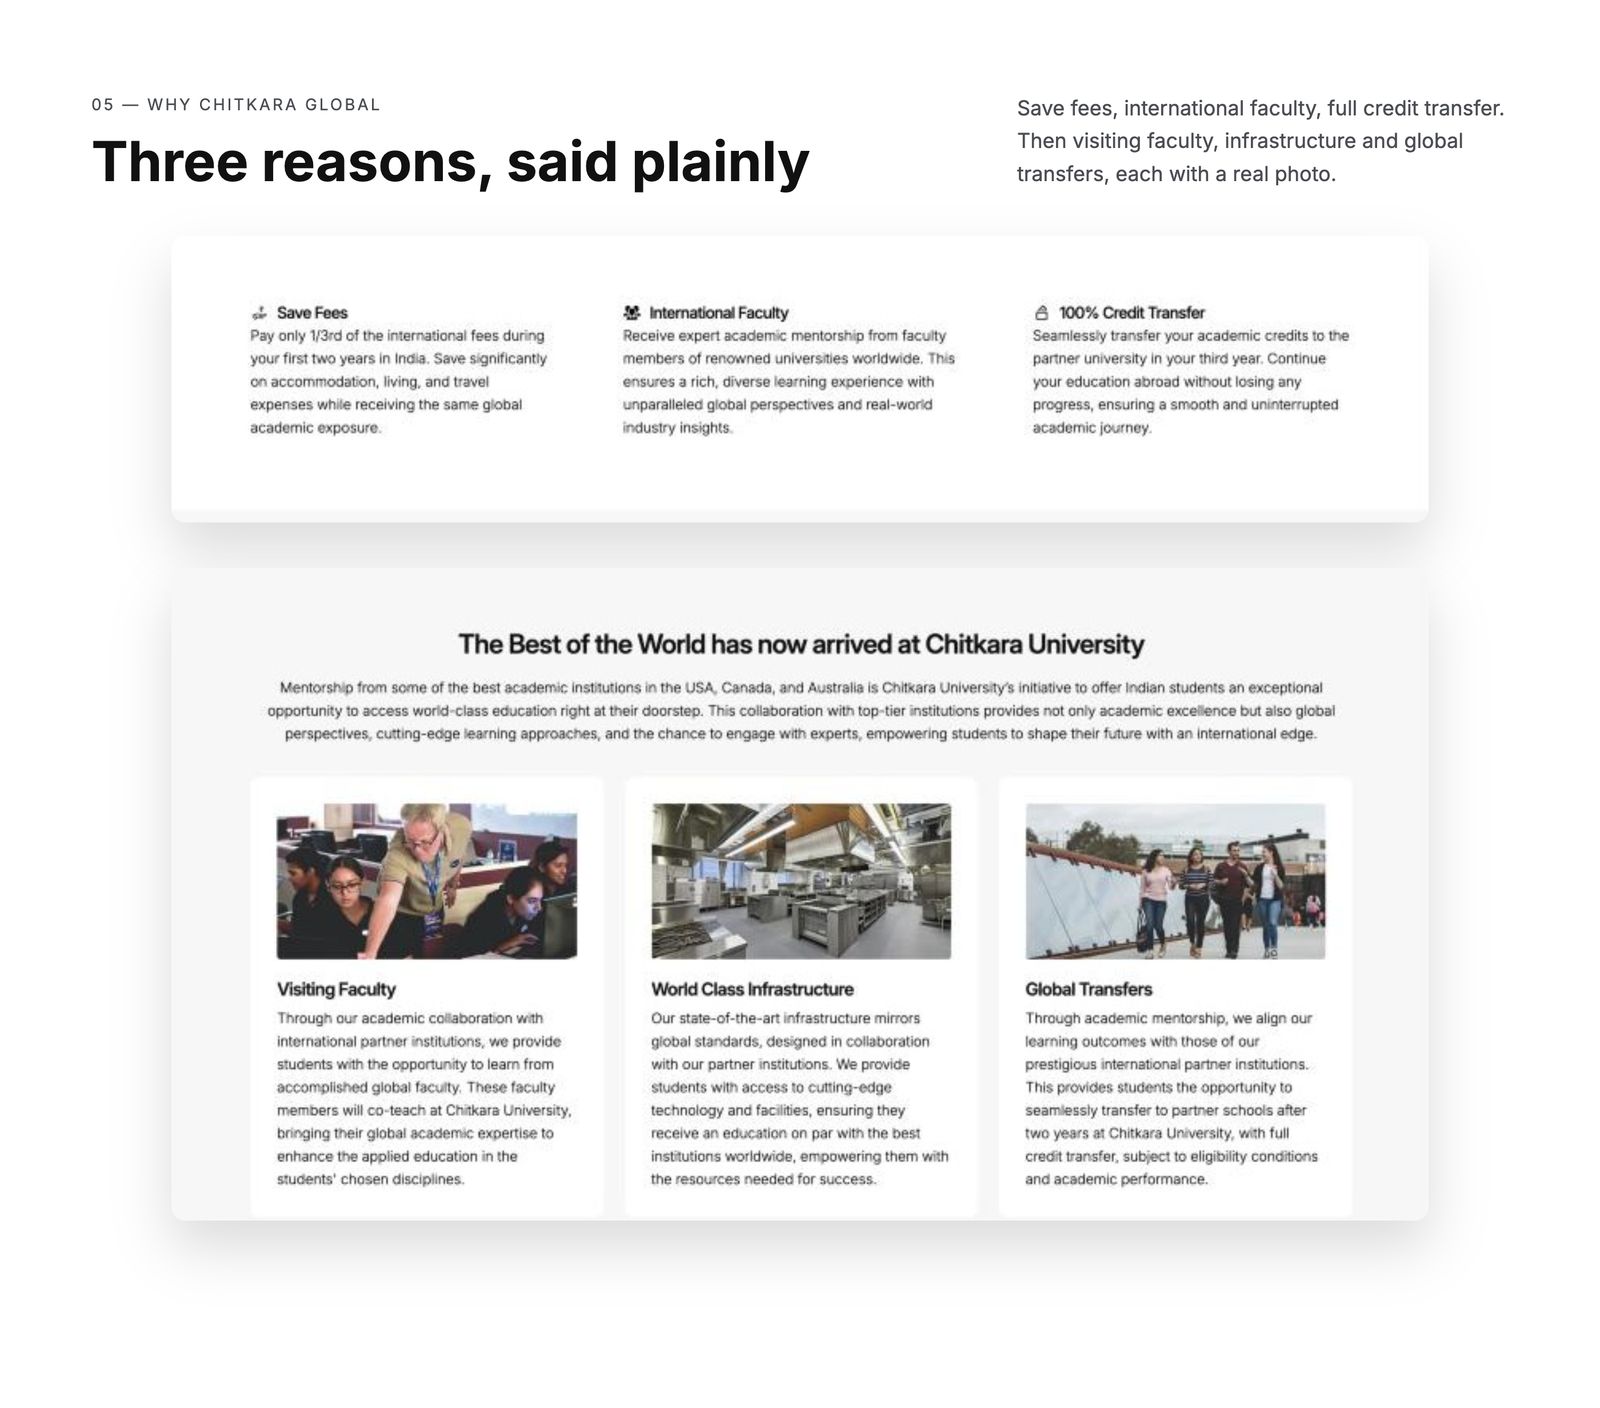 05 — WHY CHITKARA GLOBAL
Three reasons, said plainly
Save fees, international faculty, full credit transfer.
Then visiting faculty, infrastructure and global
transfers, each with a real photo.
Save Fees
Pay only 1/3rd of the international fees during
your first two years in India. Save significantly
on accommodation, living, and travel
expenses while receiving the same global
academic exposure.
International Faculty
Receive expert academic mentorship from faculty
members of renowned universities worldwide. This
ensures a rich, diverse learning experience with
unparalleled global perspectives and real-world
industry insights.
100% Credit Transfer
Seamlessly transfer your academic credits to the
partner university in your third year. Continue
your education abroad without losing any
progress, ensuring a smooth and uninterrupted
academic journey.
The Best of the World has now arrived at Chitkara University
Mentorship from some of the best academic institutions in the USA, Canada, and Australia is Chitkara University's initiative to offer Indian students an exceptional
opportunity to access world-class education right at their doorstep. This collaboration with top-tier institutions provides not only academic excellence but also global
perspectives, cutting-edge learning approaches, and the chance to engage with experts, empowering students to shape their future with an international edge.
Visiting Faculty
Through our academic collaboration with
international partner institutions, we provide
students with the opportunity to learn from
accomplished global faculty. These faculty
members will co-teach at Chitkara University,
bringing their global academic expertise to
enhance the applied education in the
students' chosen disciplines.
World Class Infrastructure
Our state-of-the-art infrastructure mirrors
global standards, designed in collaboration
with our partner institutions. We provide
students with access to cutting-edge
technology and facilities, ensuring they
receive an education on par with the best
institutions worldwide, empowering them with
the resources needed for success.
Global Transfers
Through academic mentorship, we align our
learning outcomes with those of our
prestigious international partner institutions.
This provides students the opportunity to
seamlessly transfer to partner schools after
two years at Chitkara University, with full
credit transfer, subject to eligibility conditions
and academic performance.